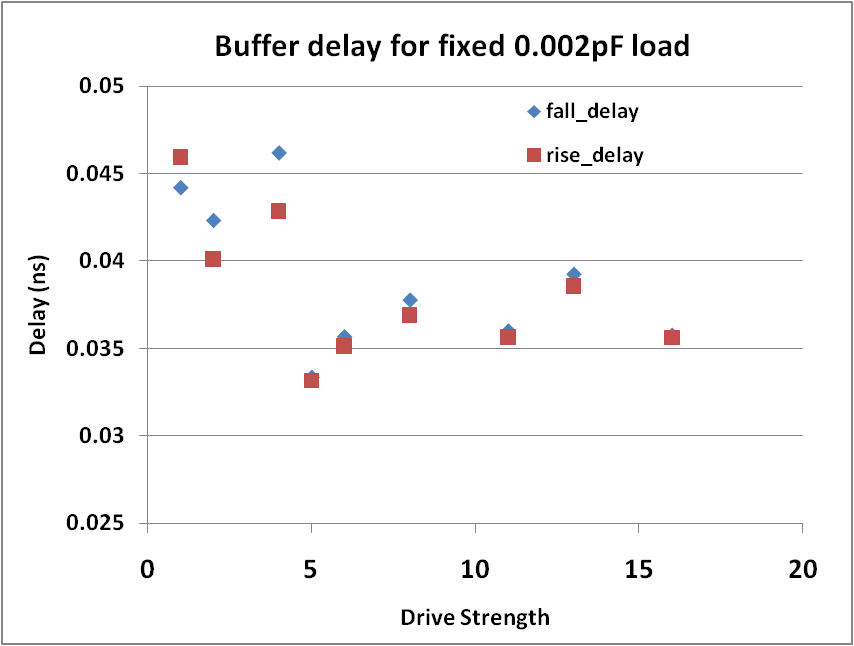 Buffer delay for fixed 0.002pF load
0.05
fall_delay
rise_delay
0.045
0.04
Delay (ns)
0.035
0.03
0.025
0 5 10 15 20
Drive Strength